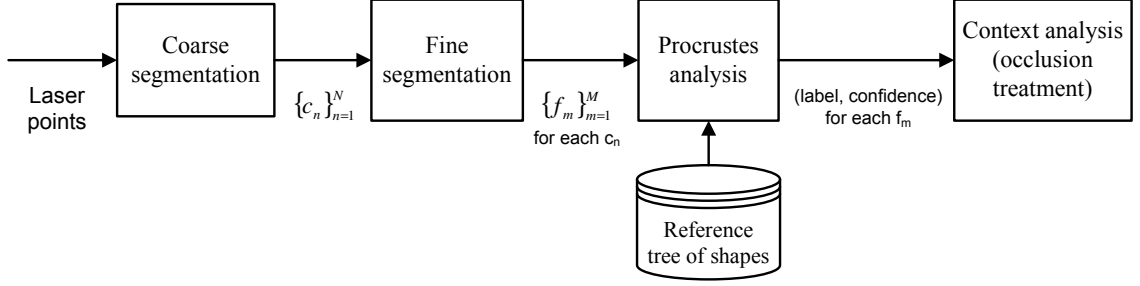 Laser
points
Coarse
segmentation
{c_n}_{n=1}^{N}
Fine
segmentation
{f_m}_{m=1}^{M}
for each c_n
Procrustes
analysis
Reference
tree of shapes
(label, confidence)
for each f_m
Context analysis
(occlusion
treatment)